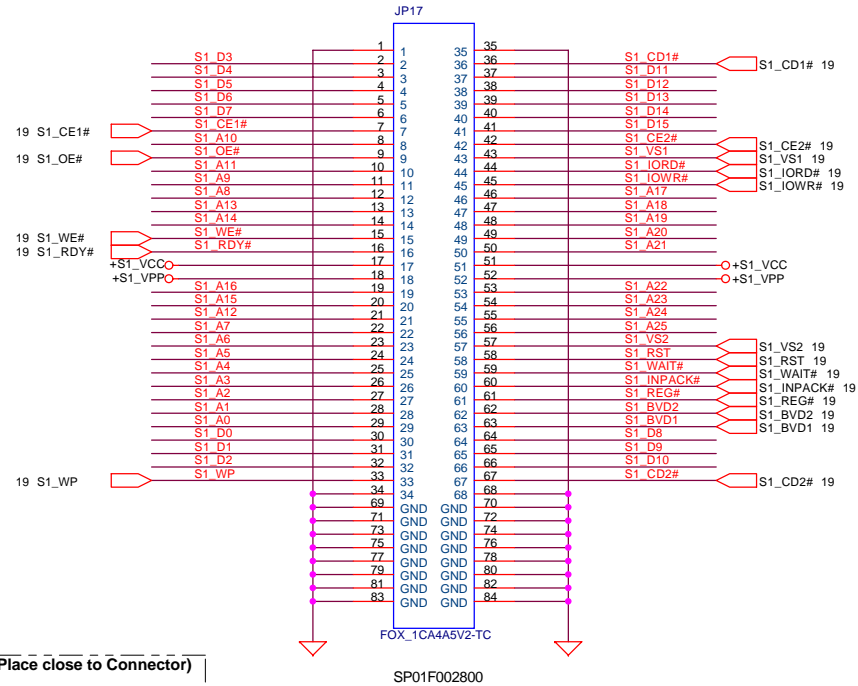 JP17
1 1 35 35
S1_D3 2 2 36 36 S1_CD1# S1_CD1# 19
S1_D4 3 3 37 37 S1_D11
S1_D5 4 4 38 38 S1_D12
S1_D6 5 5 39 39 S1_D13
S1_D7 6 6 40 40 S1_D14
19 S1_CE1# S1_CE1# 7 7 41 41 S1_D15
S1_A10 8 8 42 42 S1_CE2# S1_CE2# 19
19 S1_OE# S1_OE# 9 9 43 43 S1_VS1 S1_VS1 19
S1_A11 10 10 44 44 S1_IORD# S1_IORD# 19
S1_A9 11 11 45 45 S1_IOWR# S1_IOWR# 19
S1_A8 12 12 46 46 S1_A17
S1_A13 13 13 47 47 S1_A18
S1_A14 14 14 48 48 S1_A19
19 S1_WE# S1_WE# 15 15 49 49 S1_A20
19 S1_RDY# S1_RDY# 16 16 50 50 S1_A21
+S1_VCC 17 17 51 51 +S1_VCC
+S1_VPP 18 18 52 52 +S1_VPP
S1_A16 19 19 53 53 S1_A22
S1_A15 20 20 54 54 S1_A23
S1_A12 21 21 55 55 S1_A24
S1_A7 22 22 56 56 S1_A25
S1_A6 23 23 57 57 S1_VS2 S1_VS2 19
S1_A5 24 24 58 58 S1_RST S1_RST 19
S1_A4 25 25 59 59 S1_WAIT# S1_WAIT# 19
S1_A3 26 26 60 60 S1_INPACK# S1_INPACK# 19
S1_A2 27 27 61 61 S1_REG# S1_REG# 19
S1_A1 28 28 62 62 S1_BVD2 S1_BVD2 19
S1_A0 29 29 63 63 S1_BVD1 S1_BVD1 19
S1_D0 30 30 64 64 S1_D8
S1_D1 31 31 65 65 S1_D9
S1_D2 32 32 66 66 S1_D10
19 S1_WP S1_WP 33 33 67 67 S1_CD2# S1_CD2# 19
34 34 68 68
69 GND GND 70
71 GND GND 72
73 GND GND 74
75 GND GND 76
77 GND GND 78
79 GND GND 80
81 GND GND 82
83 GND GND 84
FOX_1CA4A5V2-TC
Place close to Connector)
SP01F002800